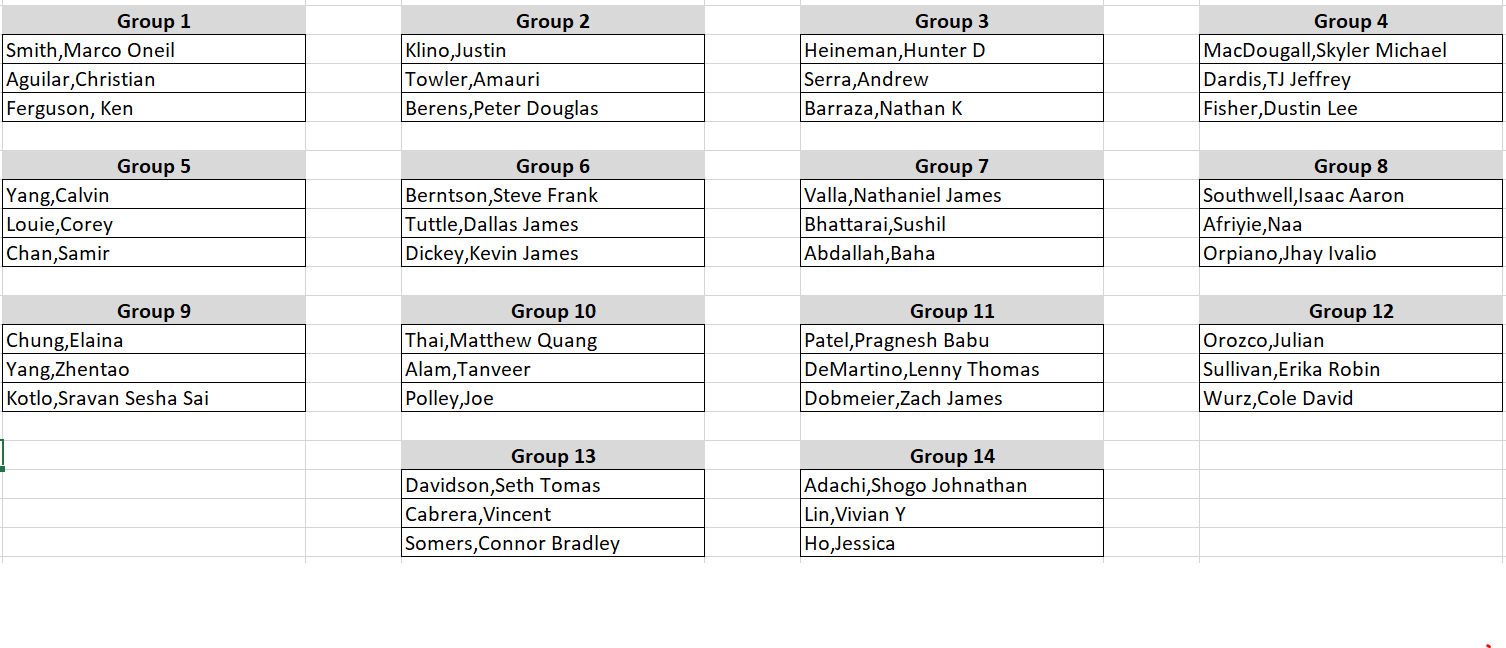 Group 1 Group 2 Group 3 Group 4
Smith,Marco Oneil Klino,Justin Heineman,Hunter D MacDougall,Skyler Michael
Aguilar,Christian Towler,Amauri Serra,Andrew Dardis,TJ Jeffrey
Ferguson, Ken Berens,Peter Douglas Barraza,Nathan K Fisher,Dustin Lee
Group 5 Group 6 Group 7 Group 8
Yang,Calvin Berntson,Steve Frank Valla,Nathaniel James Southwell,Isaac Aaron
Louie,Corey Tuttle,Dallas James Bhattarai,Sushil Afriyie,Naa
Chan,Samir Dickey,Kevin James Abdallah,Baha Orpiano,Jhay Ivalio
Group 9 Group 10 Group 11 Group 12
Chung,Elaina Thai,Matthew Quang Patel,Pragnesh Babu Orozco,Julian
Yang,Zhentao Alam,Tanveer DeMartino,Lenny Thomas Sullivan,Erika Robin
Kotlo,Sravan Sesha Sai Polley,Joe Dobmeier,Zach James Wurz,Cole David
Group 13 Group 14
Davidson,Seth Tomas Adachi,Shogo Johnathan
Cabrera,Vincent Lin,Vivian Y
Somers,Connor Bradley Ho,Jessica